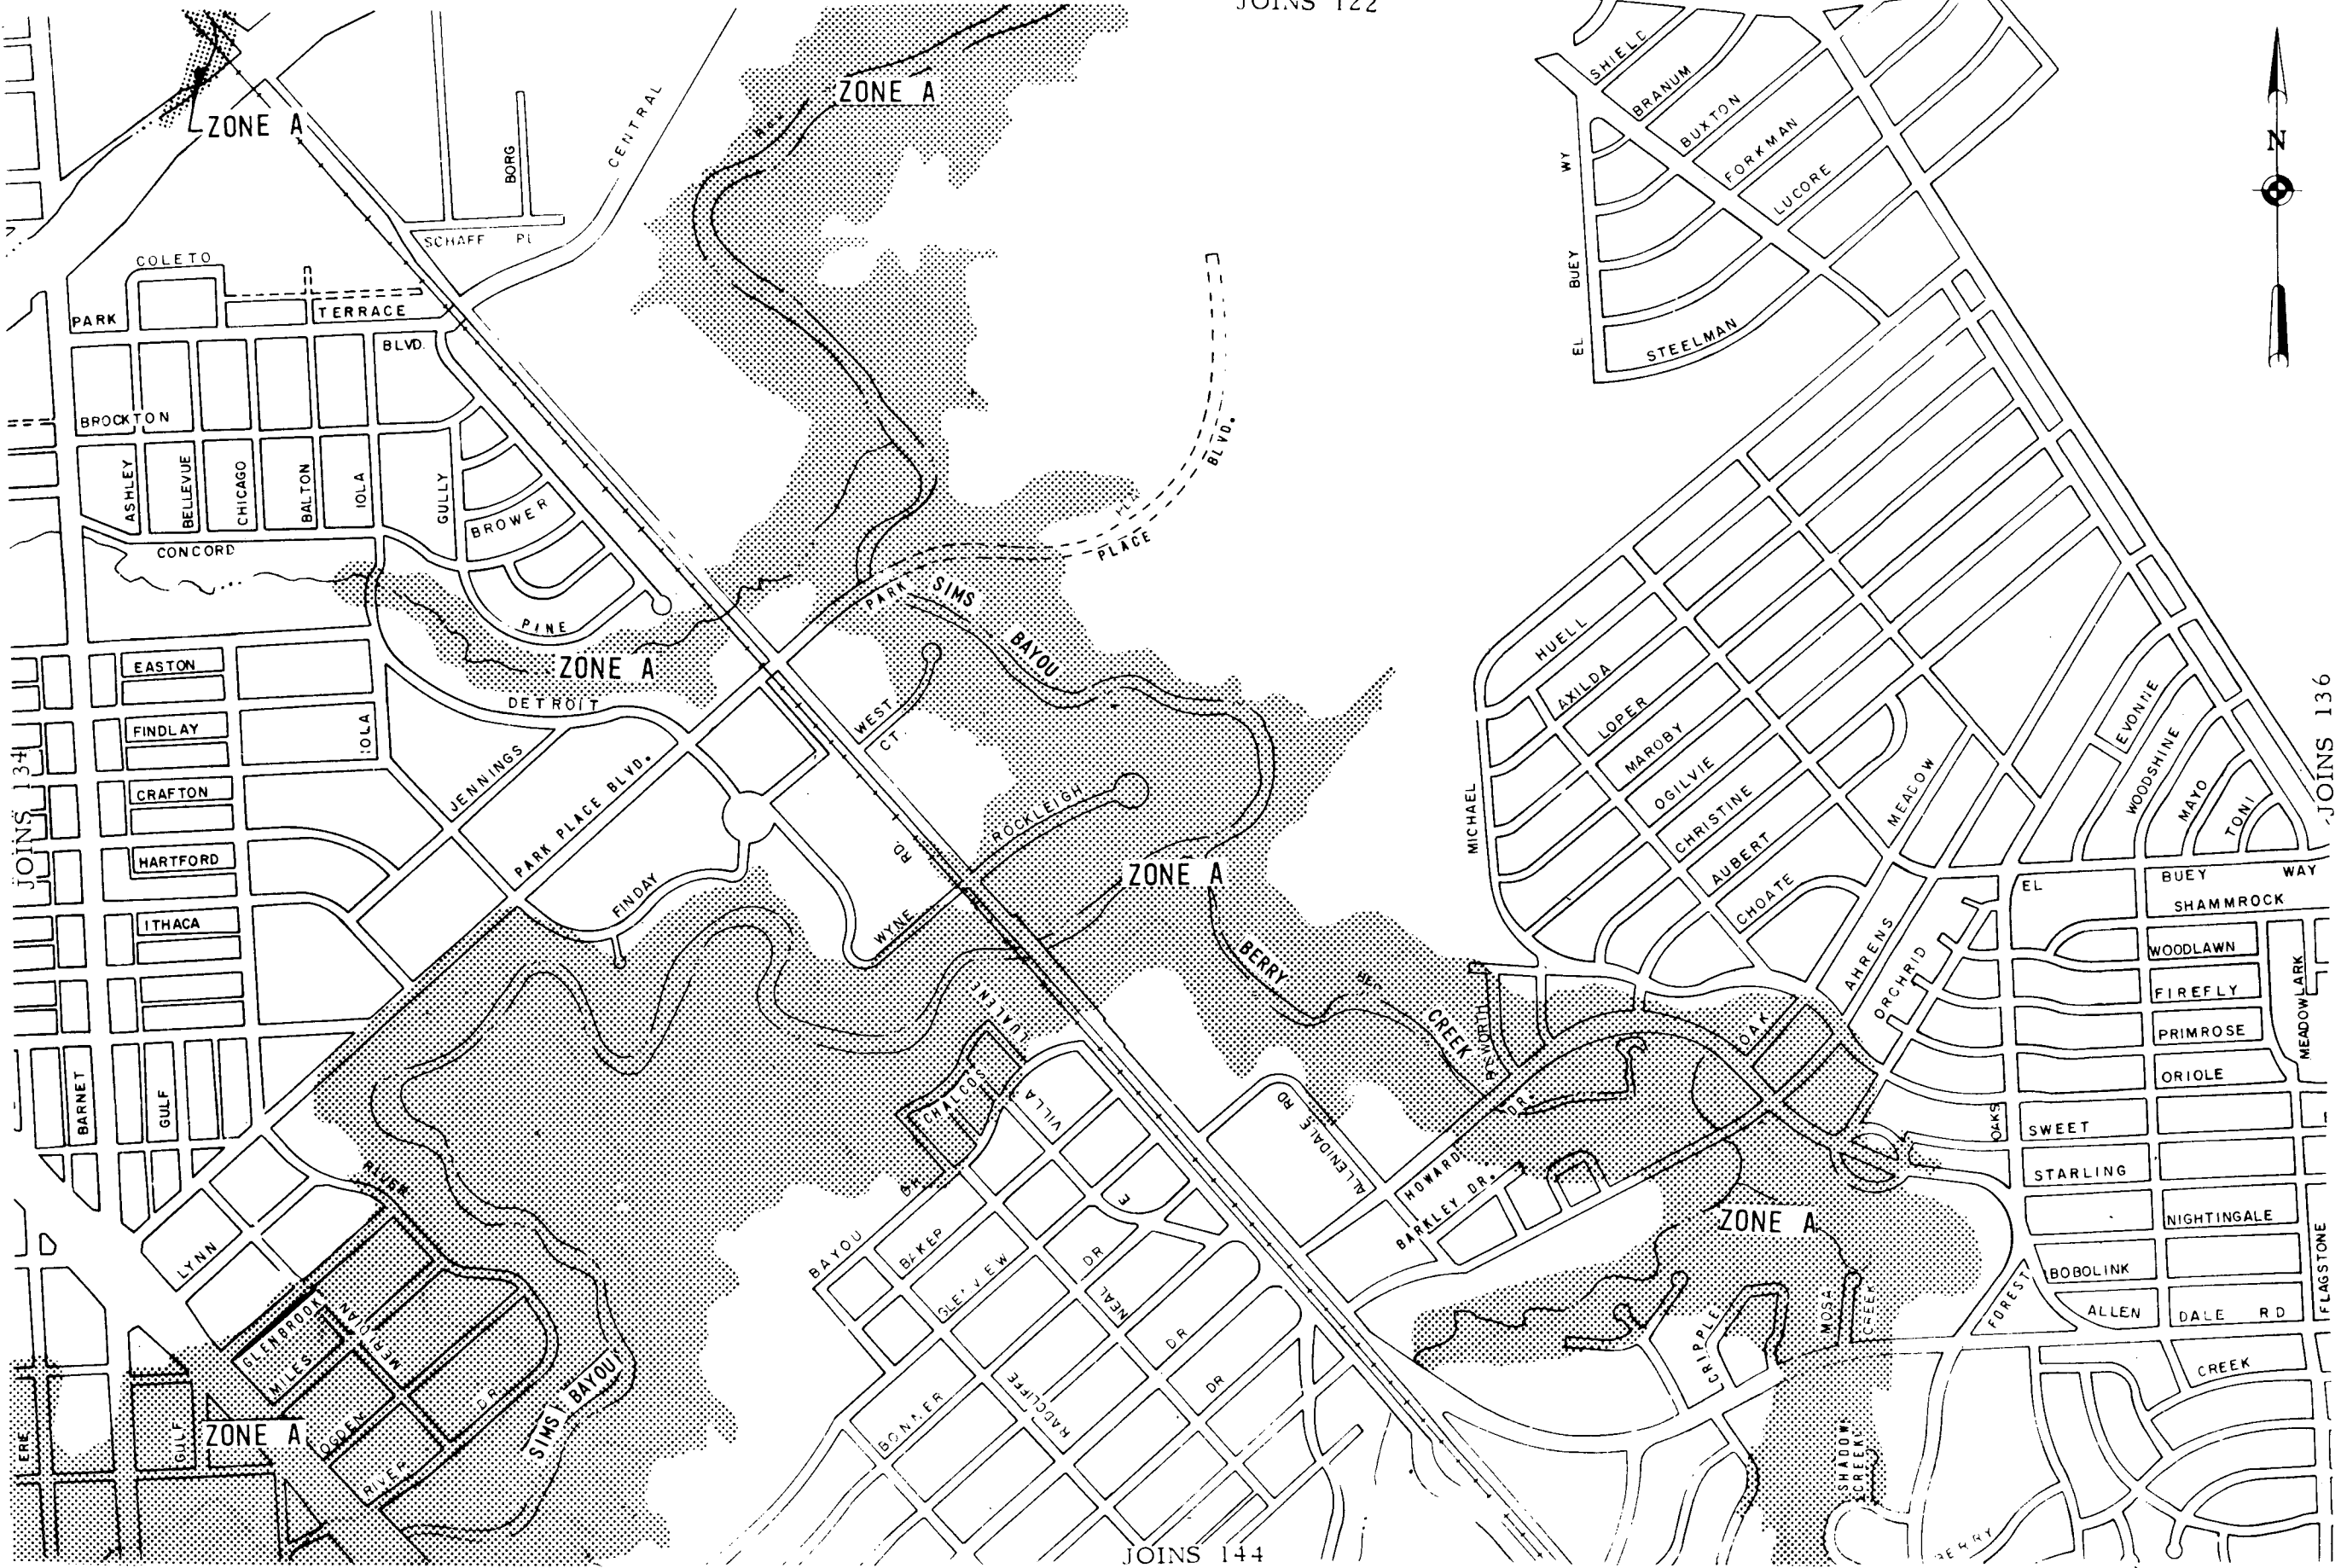 JOINS 122
ZONE A
ZONE A
CENTRAL
BORG
SCHAFF PL
COLETO
PARK
TERRACE
BLVD.
BROCKTON
ASHLEY
BELLEVUE
CHICAGO
BALTON
IOLA
GULLY
BROWER
CONCORD
PINE
ZONE A
SHIELD
BRANUM
BUXTON
FORKMAN
LUCORE
EL
BUEY
WY
STEELMAN
N
BLVD.
PLACE
PARK
SIMS
BAYOU
EASTON
FINDLAY
CRAFTON
HARTFORD
ITHACA
IOLA
DETROIT
JENNINGS
PARK PLACE BLVD.
WEST
CT.
ROCKLEIGH
RD.
FINDAY
WYNE
ZONE A
JOINS 134
JOINS 136
HUELL
AXILDA
LOPER
MAROBY
OGILVIE
CHRISTINE
AUBERT
CHOATE
MICHAEL
MEADOW
EVONNE
WOODSHINE
MAYO
TONI
EL
BUEY
WAY
SHAMMROCK
WOODLAWN
FIREFLY
PRIMROSE
ORIOLE
MEADOWLARK
AHRENS
ORCHRID
OAK
OAKS
SWEET
STARLING
NIGHTINGALE
BOBOLINK
ALLEN
DALE RD
FLAGSTONE
FOREST
CREEK
BERRY
CREEK
BOXWORTH
DR.
HOWARD
BARKLEY DR.
ALLENDALE RD
ZONE A
CRIPPLE
MOSA
CREEK
SHADOW
CREEK
BERRY
LUALENE
CHALCOS
VILLA
E
BAYOU
BAKER
GLENVIEW
DR
NEAL
DR
DR
RADCLIFFE
BONNER
BARNET
GULF
LYNN
RIVER
GLENBROOK
MERIDIAN
MILES
OGDEN
DR
RIVER
GULF
ZONE A
SIMS BAYOU
JOINS 144